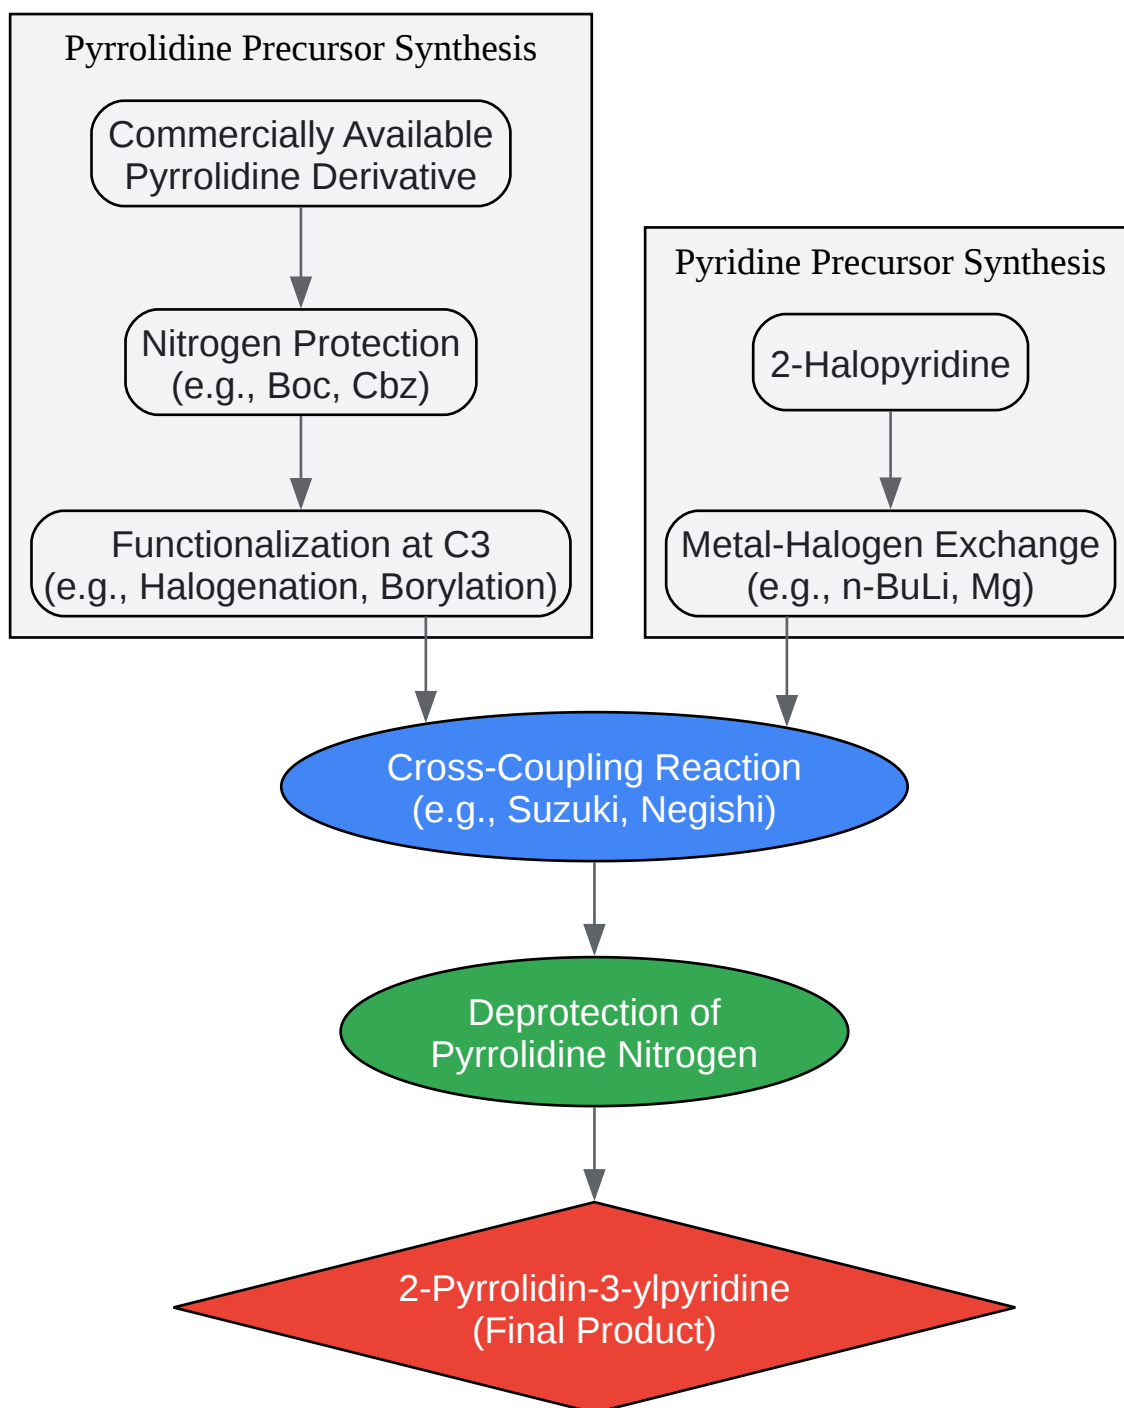 Pyrrolidine Precursor Synthesis
Commercially Available
Pyrrolidine Derivative
Nitrogen Protection
(e.g., Boc, Cbz)
Functionalization at C3
(e.g., Halogenation, Borylation)
Pyridine Precursor Synthesis
2-Halopyridine
Metal-Halogen Exchange
(e.g., n-BuLi, Mg)
Cross-Coupling Reaction
(e.g., Suzuki, Negishi)
Deprotection of
Pyrrolidine Nitrogen
2-Pyrrolidin-3-ylpyridine
(Final Product)